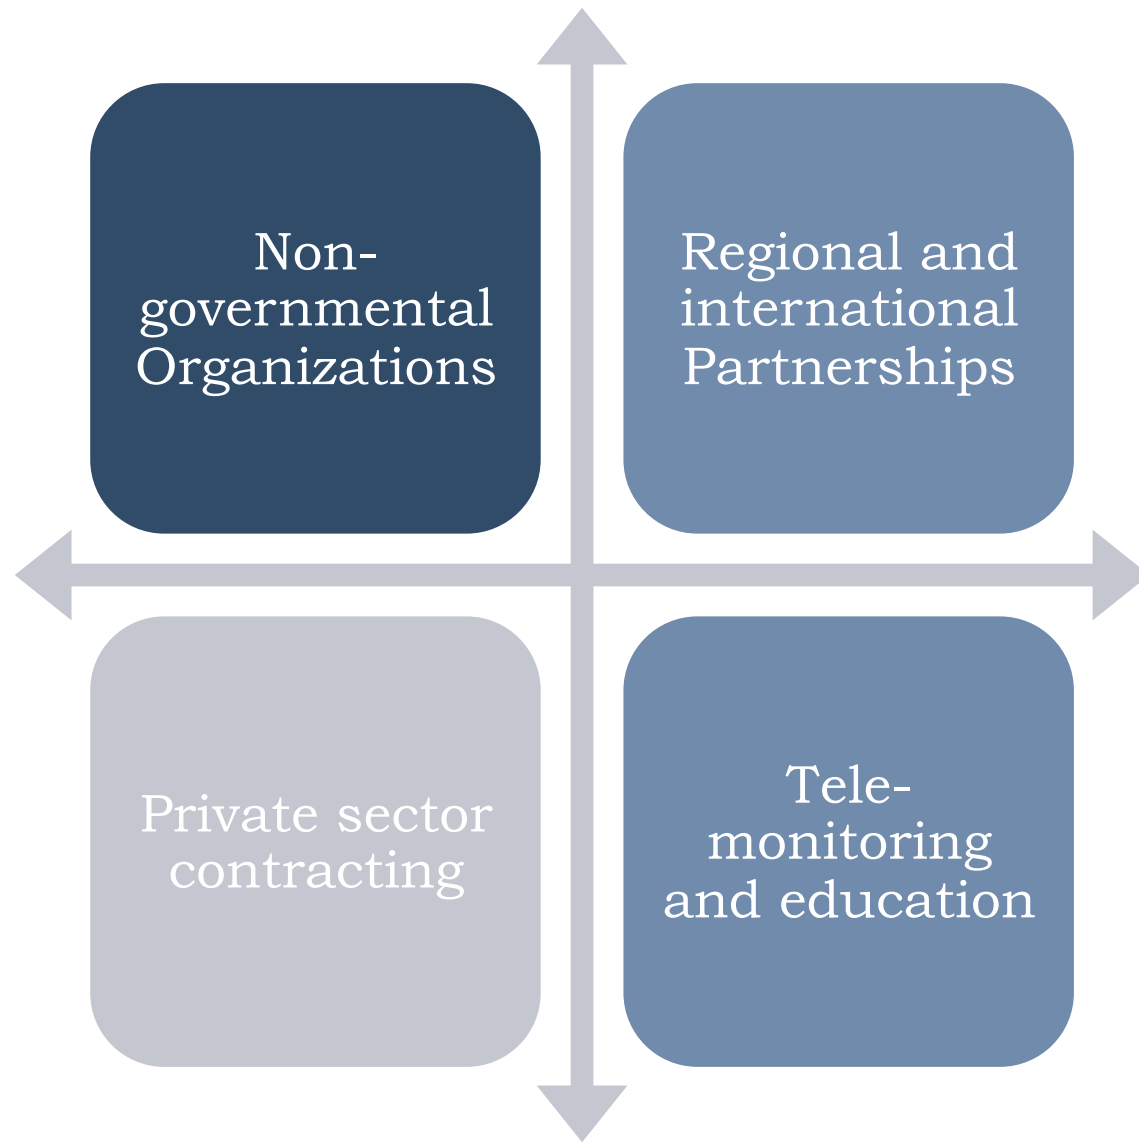 Non-
governmental
Organizations
Regional and
international
Partnerships
Private sector
contracting
Tele-
monitoring
and education